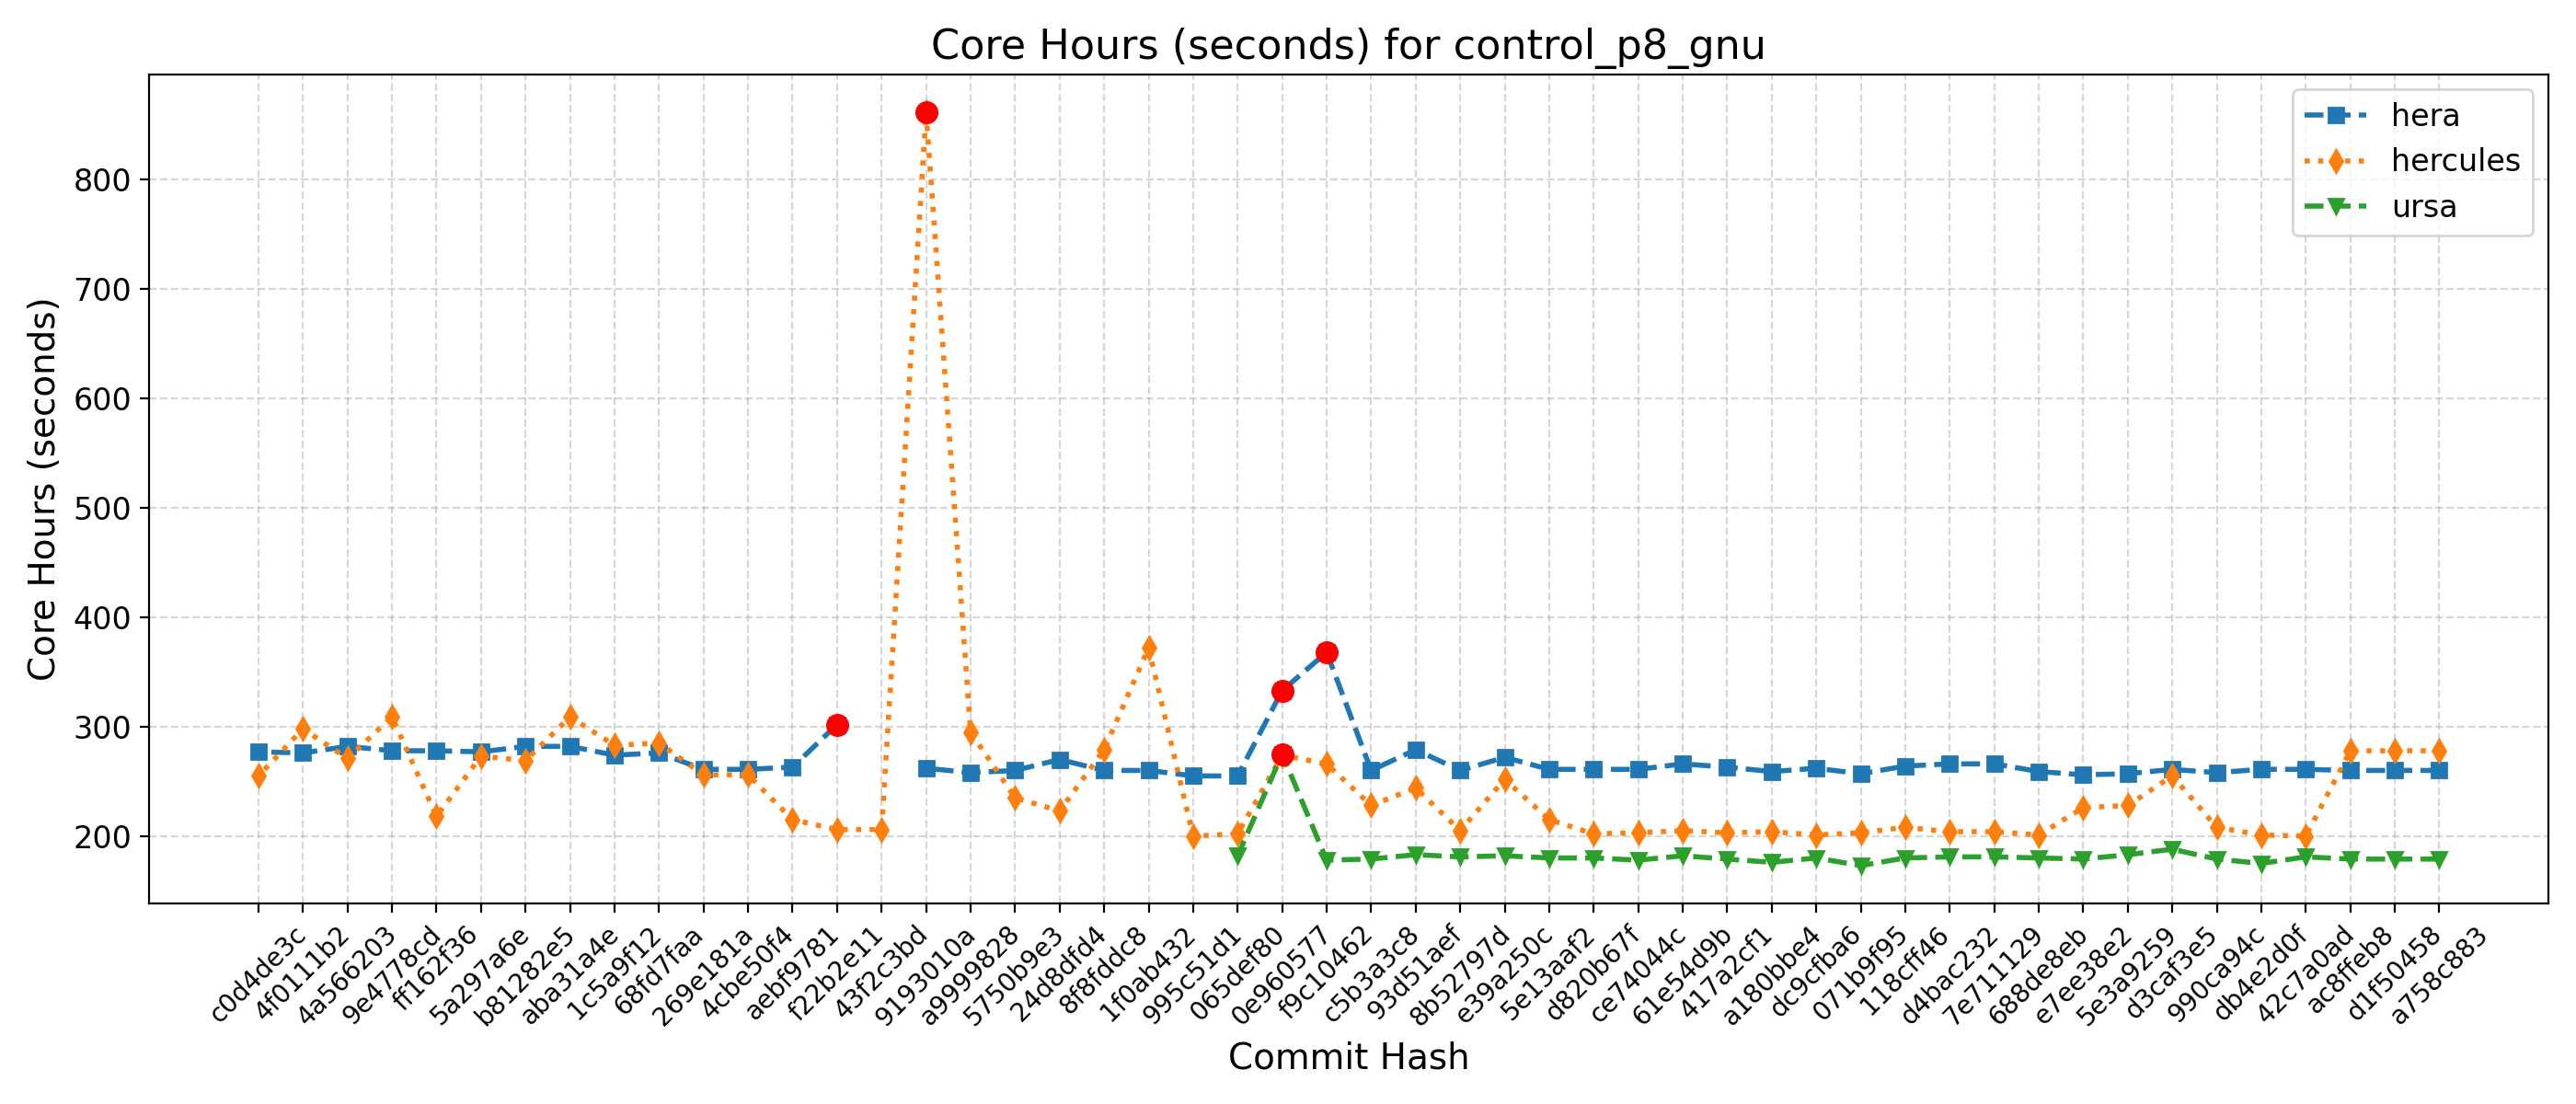 Core Hours (seconds) for control_p8_gnu
hera
hercules
ursa
Core Hours (seconds)
800
700
600
500
400
300
200
c0d4de3c
4f0111b2
4a566203
9e4778cd
ff162f36
5a297a6e
b81282e5
aba31a4e
1c5a9f12
68fd7faa
269e181a
4cbe50f4
aebf9781
f22b2e11
43f2c3bd
9193010a
a9999828
5750b9e3
24d8dfd4
8f8fddc8
1f0ab432
995c51d1
065def80
0e960577
f9c10462
c5b3a3c8
93d51aef
8b52797d
e39a250c
5e13aaf2
d820b67f
ce74044c
61e54d9b
417a2cf1
a180bbe4
dc9cfba6
071b9f95
118cff46
d4bac232
7e711129
688de8eb
e7ee38e2
5e3a9259
d3caf3e5
990ca94c
db4e2d0f
42c7a0ad
ac8ffeb8
d1f50458
a758c883
Commit Hash